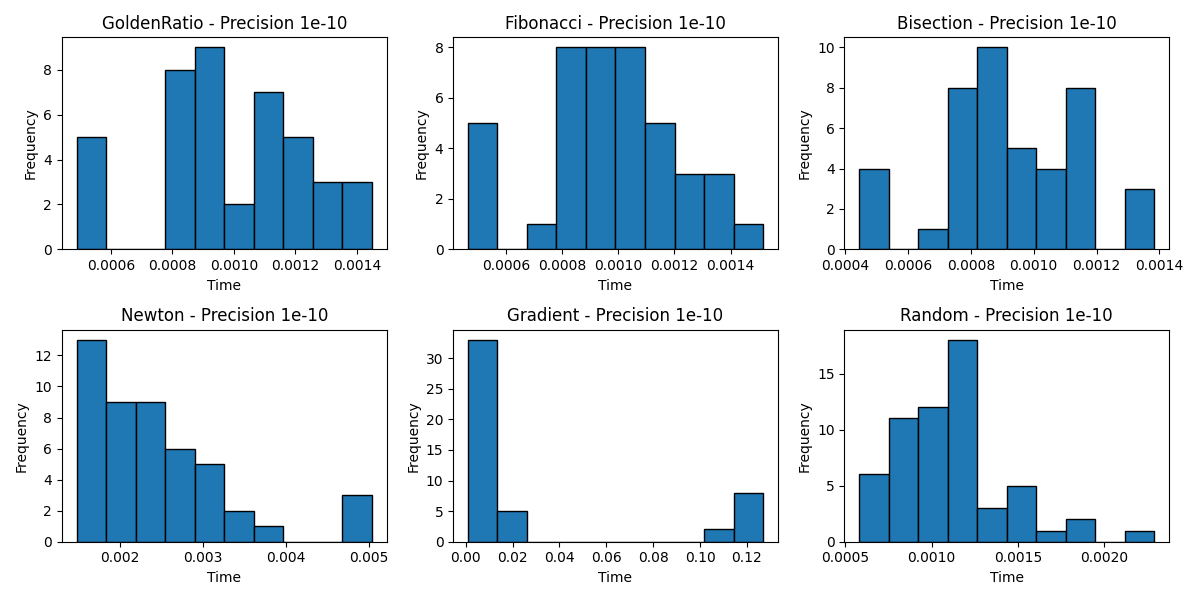 GoldenRatio - Precision 1e-10
Frequency
8
6
4
2
0
0.0006 0.0008 0.0010 0.0012 0.0014
Time
Fibonacci - Precision 1e-10
Frequency
8
6
4
2
0
0.0006 0.0008 0.0010 0.0012 0.0014
Time
Bisection - Precision 1e-10
Frequency
10
8
6
4
2
0
0.0004 0.0006 0.0008 0.0010 0.0012 0.0014
Time
Newton - Precision 1e-10
Frequency
12
10
8
6
4
2
0
0.002 0.003 0.004 0.005
Time
Gradient - Precision 1e-10
Frequency
30
25
20
15
10
5
0
0.00 0.02 0.04 0.06 0.08 0.10 0.12
Time
Random - Precision 1e-10
Frequency
15
10
5
0
0.0005 0.0010 0.0015 0.0020
Time